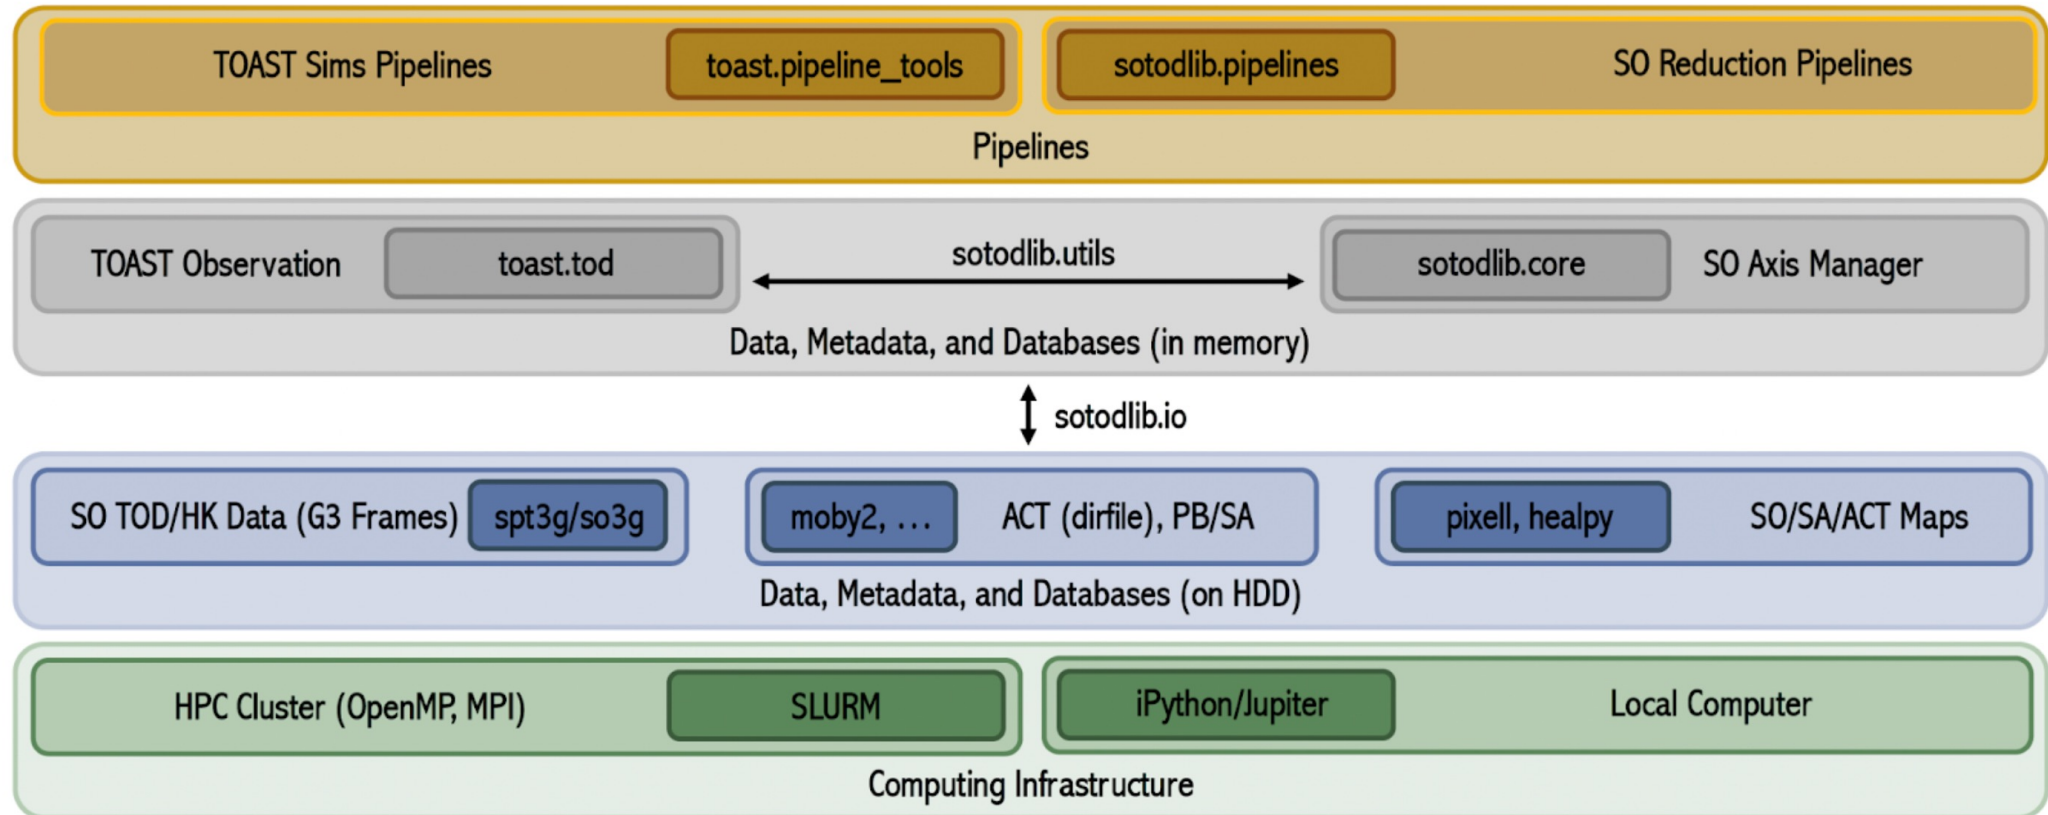 TOAST Sims Pipelines
toast.pipeline_tools
sotodlib.pipelines
SO Reduction Pipelines
Pipelines
TOAST Observation
toast.tod
sotodlib.utils
sotodlib.core
SO Axis Manager
Data, Metadata, and Databases (in memory)
sotodlib.io
SO TOD/HK Data (G3 Frames)
spt3g/so3g
moby2, ...
ACT (dirfile), PB/SA
pixell, healpy
SO/SA/ACT Maps
Data, Metadata, and Databases (on HDD)
HPC Cluster (OpenMP, MPI)
SLURM
iPython/Jupiter
Local Computer
Computing Infrastructure